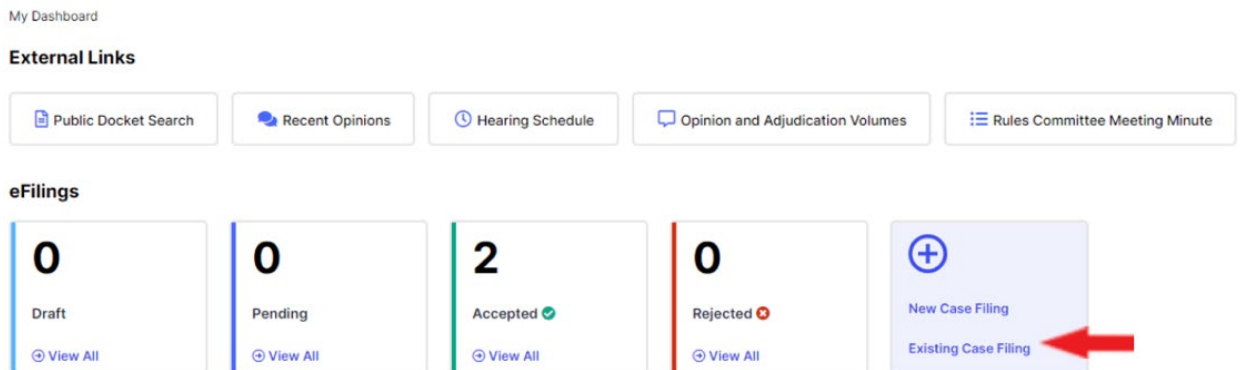 My Dashboard
External Links
Public Docket Search Recent Opinions Hearing Schedule Opinion and Adjudication Volumes Rules Committee Meeting Minute
eFilings
0 0 2 0
Draft Pending Accepted Rejected New Case Filing
View All View All View All View All Existing Case Filing